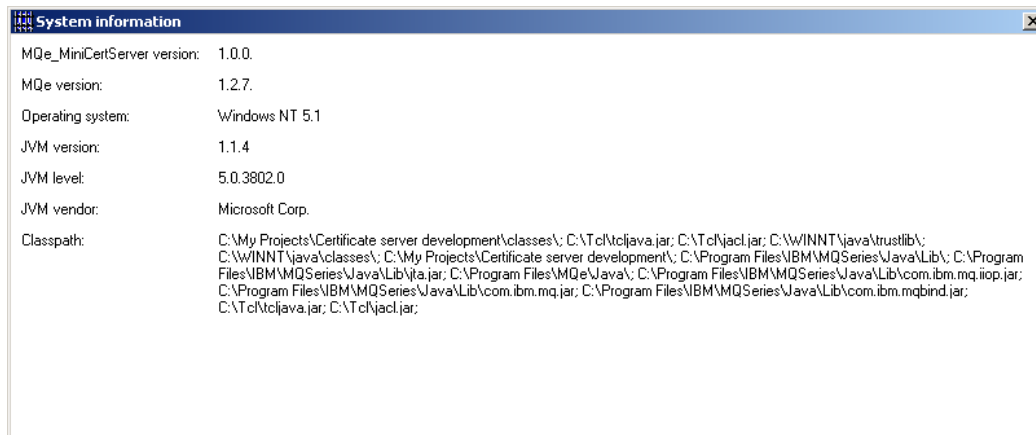 System information
MQe_MiniCertServer version: 1.0.0.
MQe version: 1.2.7.
Operating system: Windows NT 5.1
JVM version: 1.1.4
JVM level: 5.0.3802.0
JVM vendor: Microsoft Corp.
Classpath: C:\My Projects\Certificate server development\classes\; C:\Tcl\tcljava.jar; C:\Tcl\jacl.jar; C:\WINNT\java\trustlib\;
C:\WINNT\java\classes\; C:\My Projects\Certificate server development\; C:\Program Files\IBM\MQSeries\Java\Lib\; C:\Program
Files\IBM\MQSeries\Java\Lib\jta.jar; C:\Program Files\MQe\Java\; C:\Program Files\IBM\MQSeries\Java\Lib\com.ibm.mq.iiop.jar;
C:\Program Files\IBM\MQSeries\Java\Lib\com.ibm.mq.jar; C:\Program Files\IBM\MQSeries\Java\Lib\com.ibm.mqbind.jar;
C:\Tcl\tcljava.jar; C:\Tcl\jacl.jar;